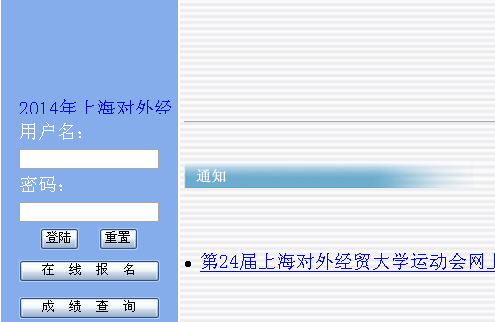 2014年上海对外经
用户名：
密码：
登陆 重置
在 线 报 名
成 绩 查 询
通知
第24届上海对外经贸大学运动会网上